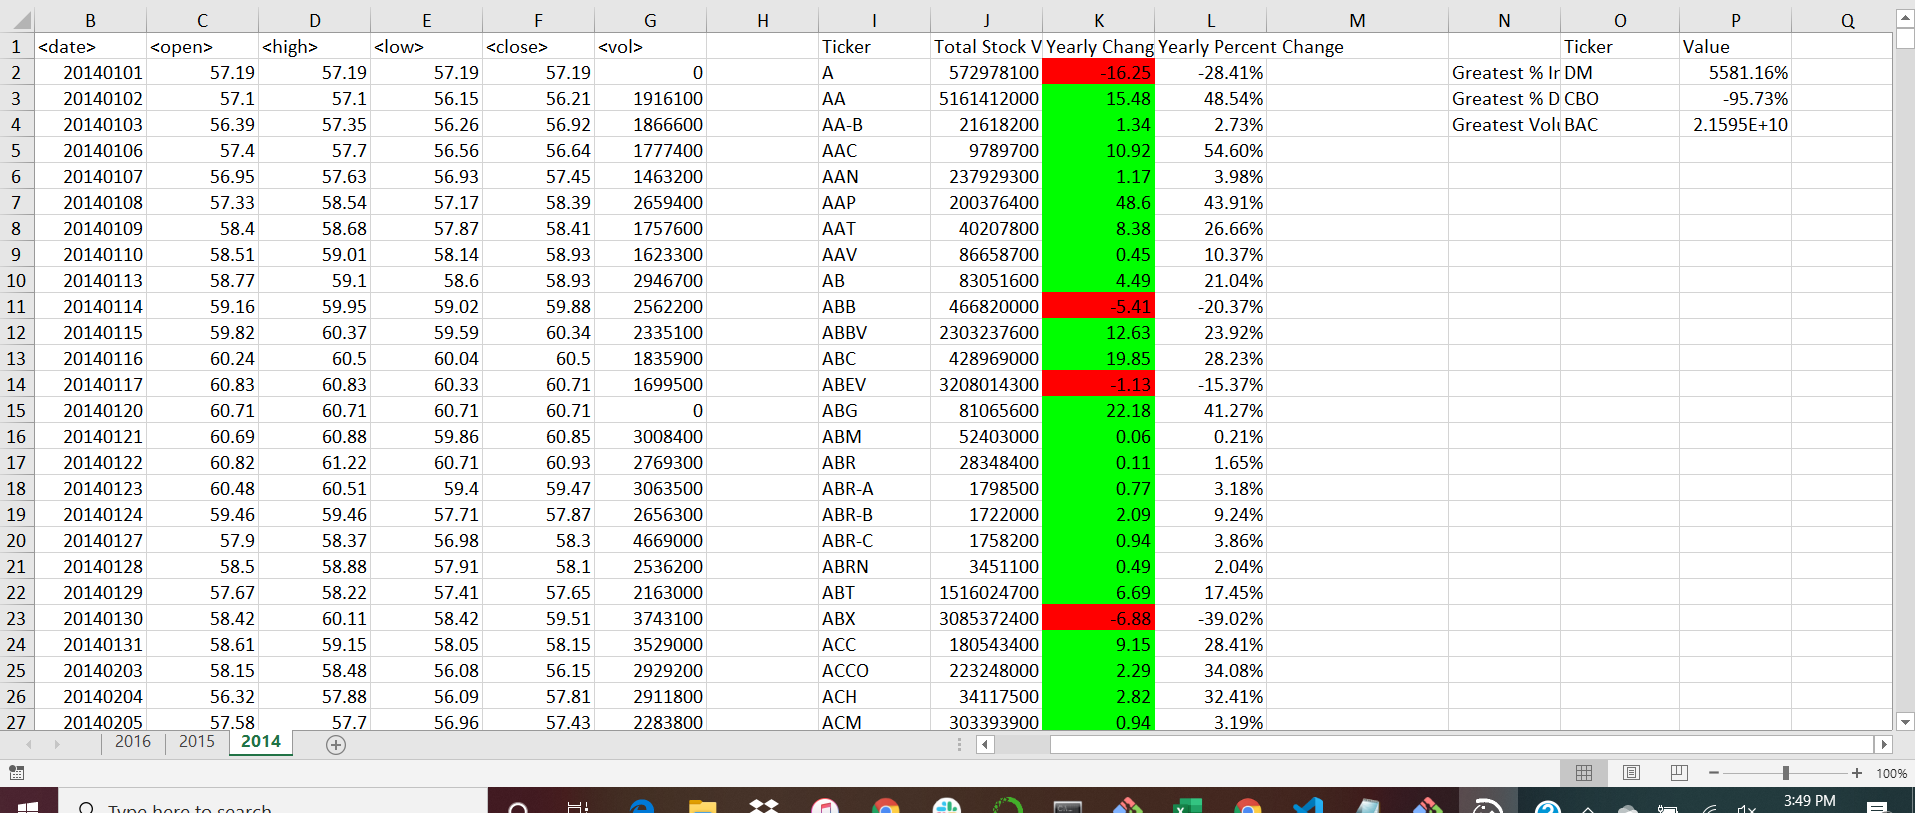 B C D E F G H I J K L M N O P Q
1 <date> <open> <high> <low> <close> <vol> Ticker Total Stock V Yearly Chang Yearly Percent Change Ticker Value
2 20140101 57.19 57.19 57.19 57.19 0 A 572978100 -16.25 -28.41% Greatest % In DM 5581.16%
3 20140102 57.1 57.1 56.15 56.21 1916100 AA 5161412000 15.48 48.54% Greatest % D CBO -95.73%
4 20140103 56.39 57.35 56.26 56.92 1866600 AA-B 21618200 1.34 2.73% Greatest Volu BAC 2.1595E+10
5 20140106 57.4 57.7 56.56 56.64 1777400 AAC 9789700 10.92 54.60%
6 20140107 56.95 57.63 56.93 57.45 1463200 AAN 237929300 1.17 3.98%
7 20140108 57.33 58.54 57.17 58.39 2659400 AAP 200376400 48.6 43.91%
8 20140109 58.4 58.68 57.87 58.41 1757600 AAT 40207800 8.38 26.66%
9 20140110 58.51 59.01 58.14 58.93 1623300 AAV 86658700 0.45 10.37%
10 20140113 58.77 59.1 58.6 58.93 2946700 AB 83051600 4.49 21.04%
11 20140114 59.16 59.95 59.02 59.88 2562200 ABB 466820000 -5.41 -20.37%
12 20140115 59.82 60.37 59.59 60.34 2335100 ABBV 2303237600 12.63 23.92%
13 20140116 60.24 60.5 60.04 60.5 1835900 ABC 428969000 19.85 28.23%
14 20140117 60.83 60.83 60.33 60.71 1699500 ABEV 3208014300 -1.13 -15.37%
15 20140120 60.71 60.71 60.71 60.71 0 ABG 81065600 22.18 41.27%
16 20140121 60.69 60.88 59.86 60.85 3008400 ABM 52403000 0.06 0.21%
17 20140122 60.82 61.22 60.71 60.93 2769300 ABR 28348400 0.11 1.65%
18 20140123 60.48 60.51 59.4 59.47 3063500 ABR-A 1798500 0.77 3.18%
19 20140124 59.46 59.46 57.71 57.87 2656300 ABR-B 1722000 2.09 9.24%
20 20140127 57.9 58.37 56.98 58.3 4669000 ABR-C 1758200 0.94 3.86%
21 20140128 58.5 58.88 57.91 58.1 2536200 ABRN 3451100 0.49 2.04%
22 20140129 57.67 58.22 57.41 57.65 2163000 ABT 1516024700 6.69 17.45%
23 20140130 58.42 60.11 58.42 59.51 3743100 ABX 3085372400 -6.88 -39.02%
24 20140131 58.61 59.15 58.05 58.15 3529000 ACC 180543400 9.15 28.41%
25 20140203 58.15 58.48 56.08 56.15 2929200 ACCO 223248000 2.29 34.08%
26 20140204 56.32 57.88 56.09 57.81 2911800 ACH 34117500 2.82 32.41%
27 20140205 57.58 57.7 56.96 57.43 2283800 ACM 303393900 0.94 3.19%
2016 2015 2014
100%
Type here to search
3:49 PM